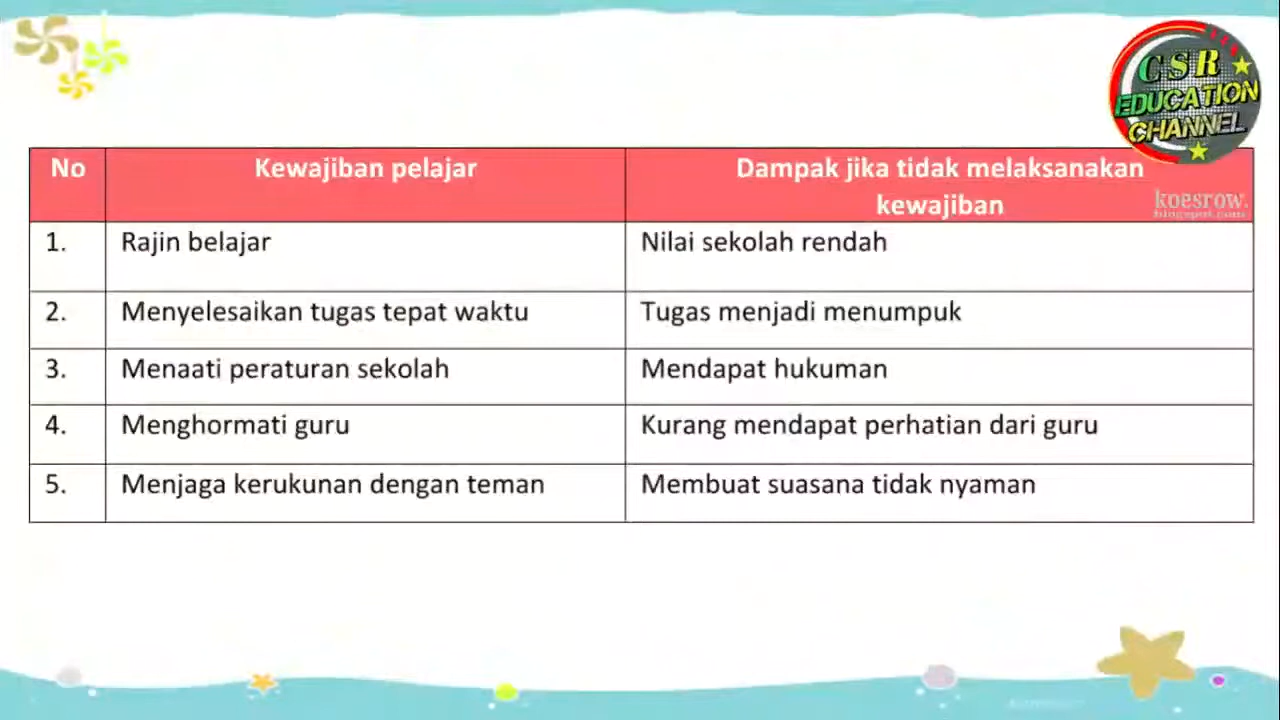 CSR
EDUCATION
CHANNEL
No Kewajiban pelajar Dampak jika tidak melaksanakan
kewajiban
koesrow.
blogspot.com
1. Rajin belajar Nilai sekolah rendah
2. Menyelesaikan tugas tepat waktu Tugas menjadi menumpuk
3. Menaati peraturan sekolah Mendapat hukuman
4. Menghormati guru Kurang mendapat perhatian dari guru
5. Menjaga kerukunan dengan teman Membuat suasana tidak nyaman